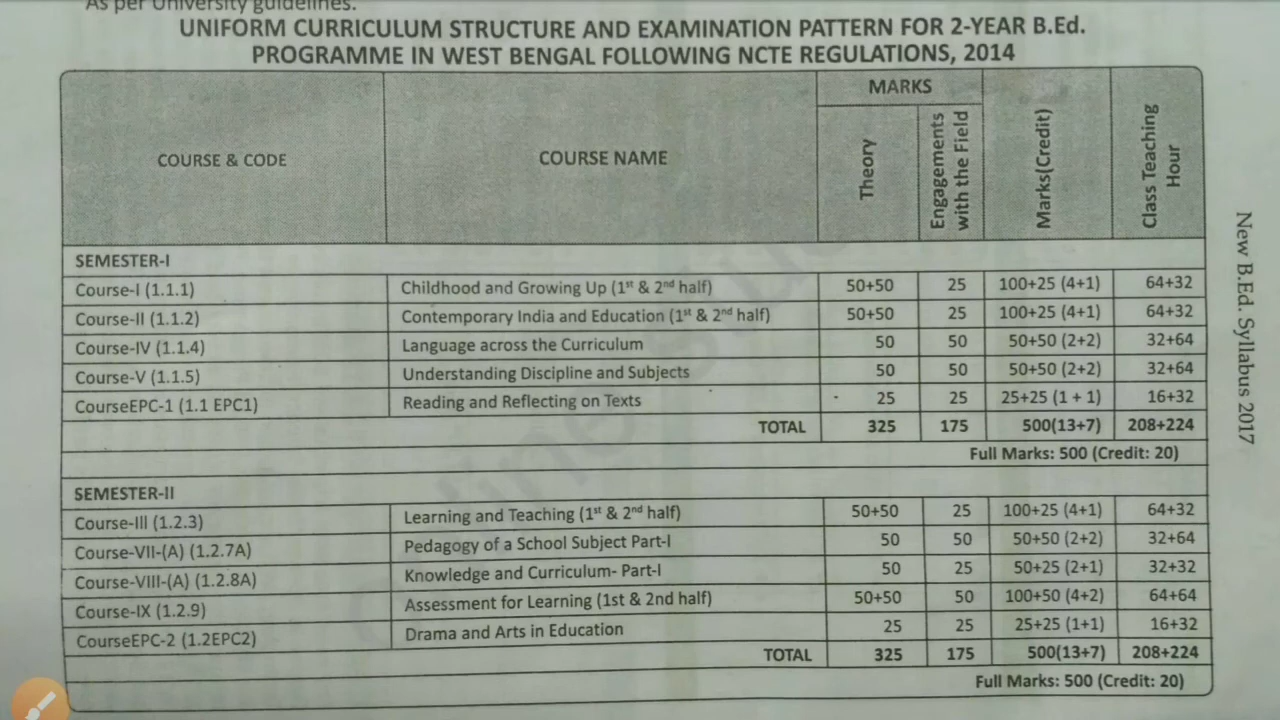 As per University guidelines.
UNIFORM CURRICULUM STRUCTURE AND EXAMINATION PATTERN FOR 2-YEAR B.Ed.
PROGRAMME IN WEST BENGAL FOLLOWING NCTE REGULATIONS, 2014
COURSE & CODE COURSE NAME MARKS Theory Engagements with the Field Marks(Credit) Class Teaching Hour
SEMESTER-I
Course-I (1.1.1) Childhood and Growing Up (1st & 2nd half) 50+50 25 100+25 (4+1) 64+32
Course-II (1.1.2) Contemporary India and Education (1st & 2nd half) 50+50 25 100+25 (4+1) 64+32
Course-IV (1.1.4) Language across the Curriculum 50 50 50+50 (2+2) 32+64
Course-V (1.1.5) Understanding Discipline and Subjects 50 50 50+50 (2+2) 32+64
CourseEPC-1 (1.1 EPC1) Reading and Reflecting on Texts 25 25 25+25 (1 + 1) 16+32
TOTAL 325 175 500(13+7) 208+224
Full Marks: 500 (Credit: 20)
SEMESTER-II
Course-III (1.2.3) Learning and Teaching (1st & 2nd half) 50+50 25 100+25 (4+1) 64+32
Course-VII-(A) (1.2.7A) Pedagogy of a School Subject Part-I 50 50 50+50 (2+2) 32+64
Course-VIII-(A) (1.2.8A) Knowledge and Curriculum- Part-I 50 25 50+25 (2+1) 32+32
Course-IX (1.2.9) Assessment for Learning (1st & 2nd half) 50+50 50 100+50 (4+2) 64+64
CourseEPC-2 (1.2EPC2) Drama and Arts in Education 25 25 25+25 (1+1) 16+32
TOTAL 325 175 500(13+7) 208+224
Full Marks: 500 (Credit: 20)
New B.Ed. Syllabus 2017